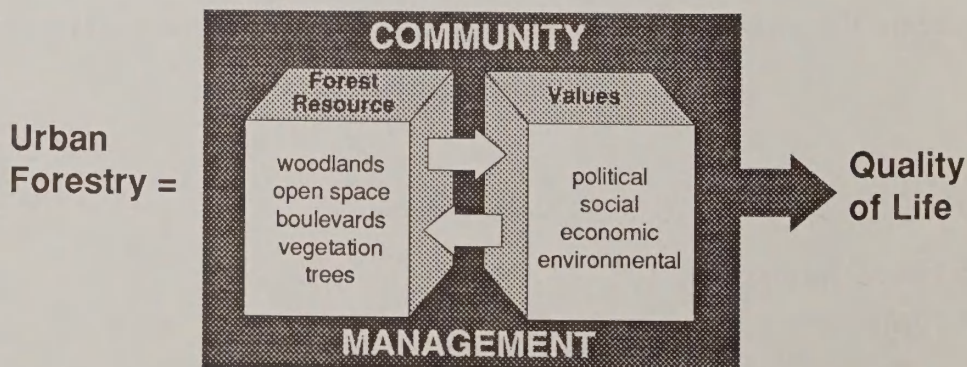 Urban
Forestry =
COMMUNITY
Forest
Resource
woodlands
open space
boulevards
vegetation
trees
Values
political
social
economic
environmental
MANAGEMENT
Quality
of Life